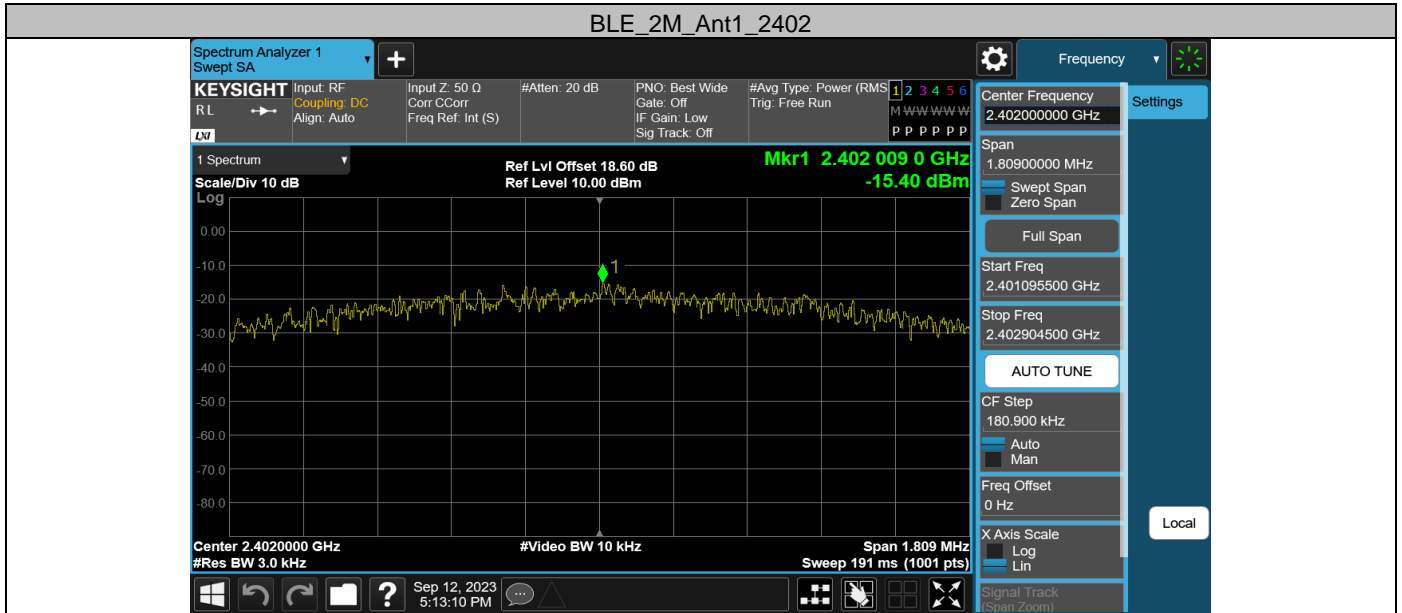 BLE_2M_Ant1_2402
Spectrum Analyzer 1
Swept SA
Frequency
KEYSIGHT
RL
LXI
Input: RF
Coupling: DC
Align: Auto
Input Z: 50 Ω
Corr CCorr
Freq Ref: Int (S)
#Atten: 20 dB
PNO: Best Wide
Gate: Off
IF Gain: Low
Sig Track: Off
#Avg Type: Power (RMS
Trig: Free Run
1 2 3 4 5 6
M W W W W W
P P P P P P
1 Spectrum
Scale/Div 10 dB
Ref Lvl Offset 18.60 dB
Ref Level 10.00 dBm
Mkr1 2.402 009 0 GHz
-15.40 dBm
Log
0.00
-10.0
-20.0
-30.0
-40.0
-50.0
-60.0
-70.0
-80.0
1
Center 2.4020000 GHz
#Res BW 3.0 kHz
#Video BW 10 kHz
Span 1.809 MHz
Sweep 191 ms (1001 pts)
Center Frequency
2.402000000 GHz
Span
1.80900000 MHz
Swept Span
Zero Span
Full Span
Start Freq
2.401095500 GHz
Stop Freq
2.402904500 GHz
AUTO TUNE
CF Step
180.900 kHz
Auto
Man
Freq Offset
0 Hz
X Axis Scale
Log
Lin
Signal Track
(Span Zoom)
Settings
Local
?
Sep 12, 2023
5:13:10 PM